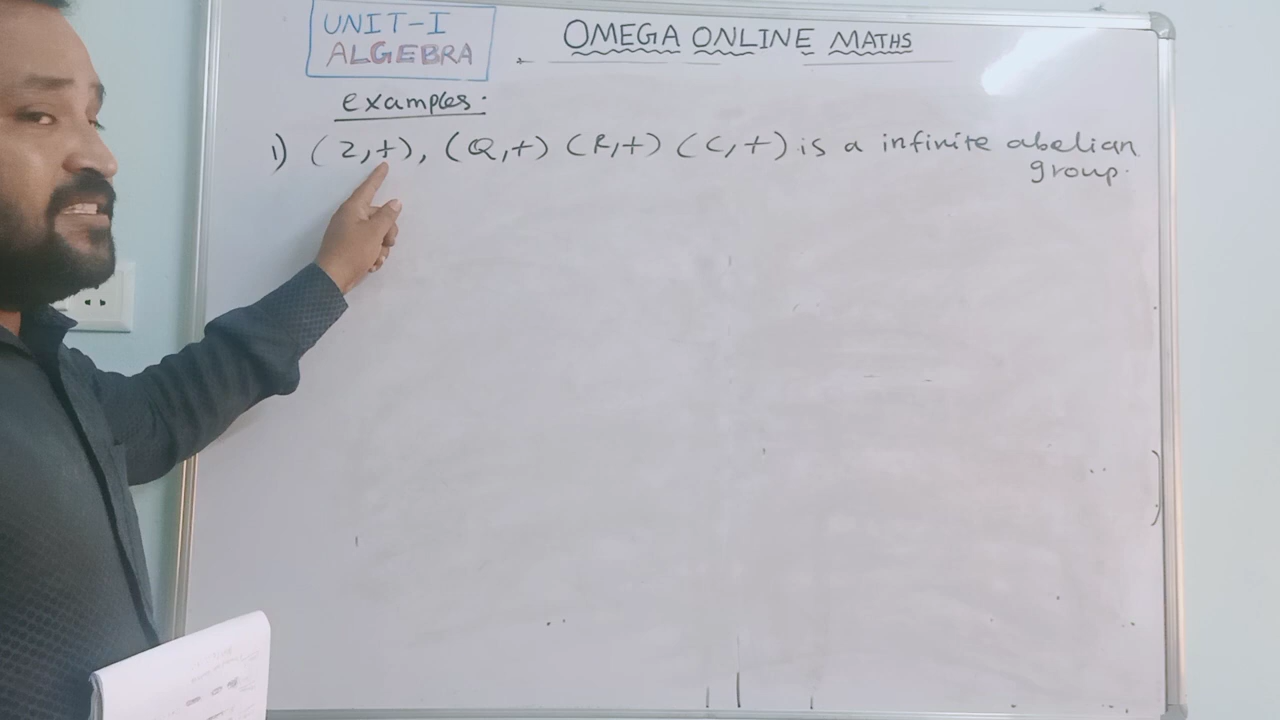 UNIT-I
ALGEBRA
OMEGA ONLINE MATHS
examples.
1) (Z,+), (Q,+) (R,+) (C,+) is a infinite abelian
group.